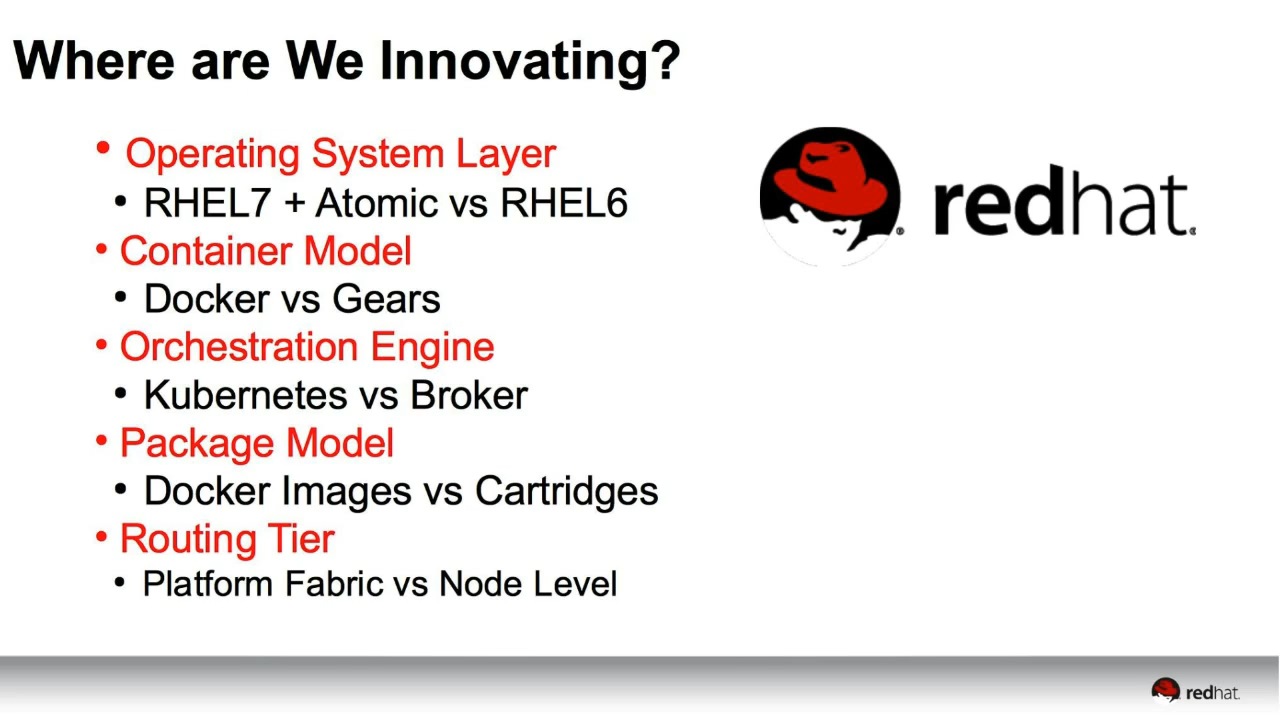 Where are We Innovating?
• Operating System Layer
• RHEL7 + Atomic vs RHEL6
• Container Model
• Docker vs Gears
• Orchestration Engine
• Kubernetes vs Broker
• Package Model
• Docker Images vs Cartridges
• Routing Tier
• Platform Fabric vs Node Level
redhat.
redhat.